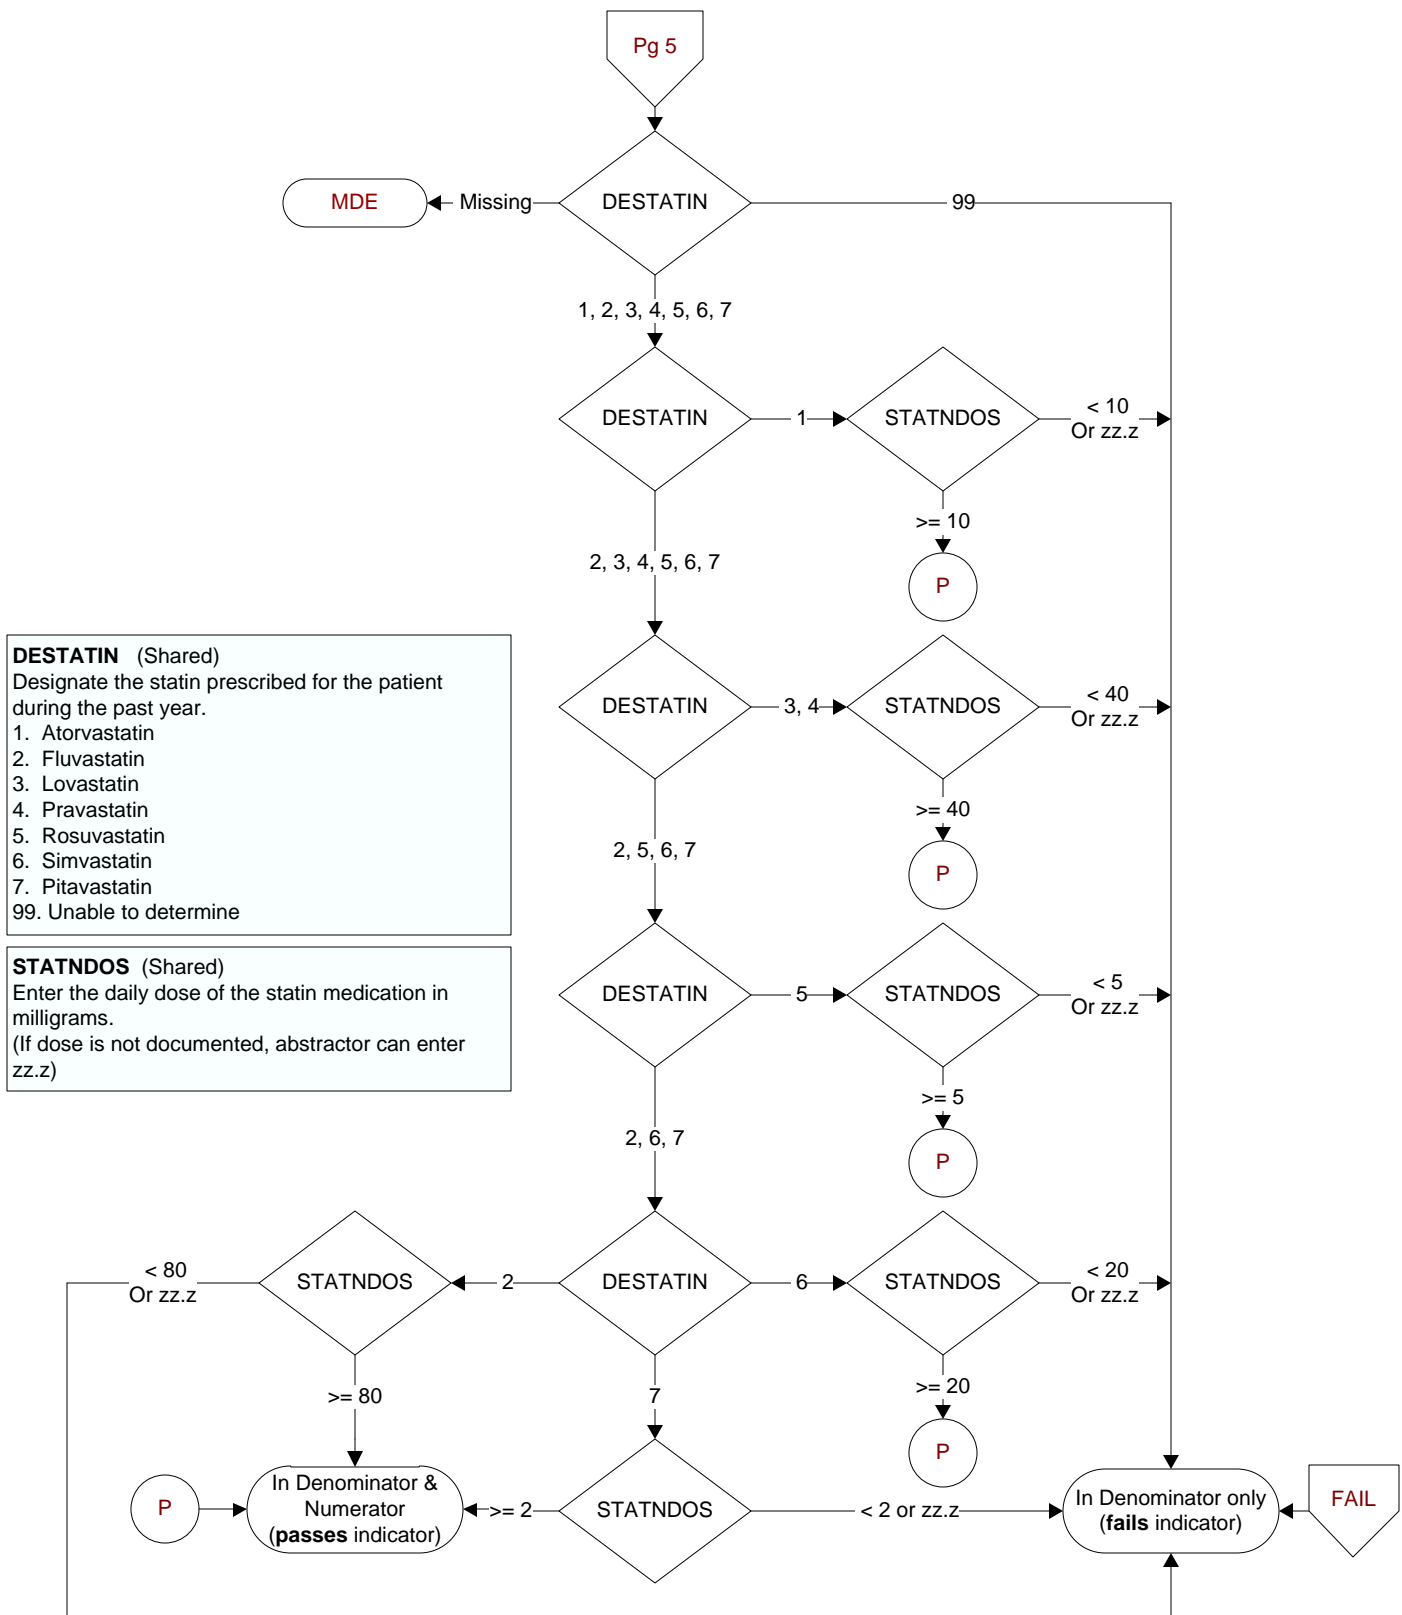 Pg 5
MDE
Missing
DESTATIN
99
1, 2, 3, 4, 5, 6, 7
DESTATIN
1
STATNDOS
< 10
Or zz.z
>= 10
P
2, 3, 4, 5, 6, 7
DESTATIN (Shared)
Designate the statin prescribed for the patient
during the past year.
1. Atorvastatin
2. Fluvastatin
3. Lovastatin
4. Pravastatin
5. Rosuvastatin
6. Simvastatin
7. Pitavastatin
99. Unable to determine
DESTATIN
3, 4
STATNDOS
< 40
Or zz.z
>= 40
P
2, 5, 6, 7
STATNDOS (Shared)
Enter the daily dose of the statin medication in
milligrams.
(If dose is not documented, abstractor can enter
zz.z)
DESTATIN
5
STATNDOS
< 5
Or zz.z
>= 5
P
2, 6, 7
< 80
Or zz.z
STATNDOS
2
DESTATIN
6
STATNDOS
< 20
Or zz.z
>= 80
7
>= 20
P
P
In Denominator &
Numerator
(passes indicator)
>= 2
STATNDOS
< 2 or zz.z
In Denominator only
(fails indicator)
FAIL